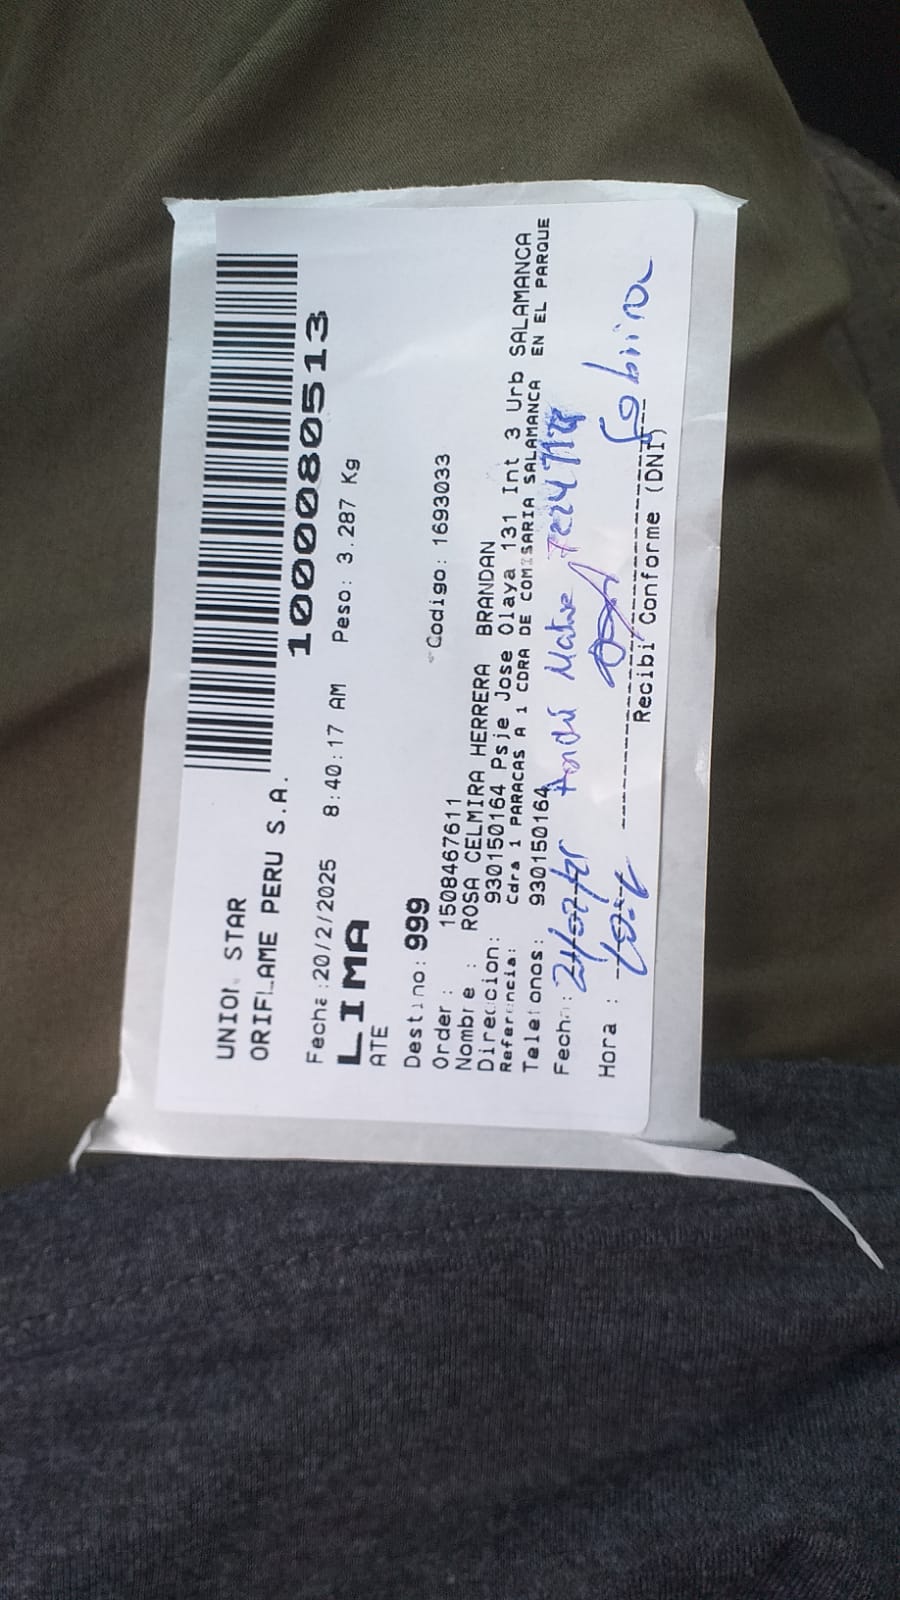 UNION STAR
ORIFLAME PERU S.A.
1000080513
Fecha :20/2/2025 8:40:17 AM Peso: 3.287 Kg
LIMA
ATE
Destino: 999
Order : 1508467611 Codigo: 1693033
Nombre : ROSA CELMIRA HERRERA BRANDAN
Direccion: 930150164 Psje Jose Olaya 131 Int 3 Urb SALAMANCA
Referencia: Cdra 1 PARACAS A 1 CDRA DE COMISARIA SALAMANCA EN EL PARQUE
Telefonos: 930150164
Fecha:
Hora : Sobrina
Recibi Conforme (DNI)